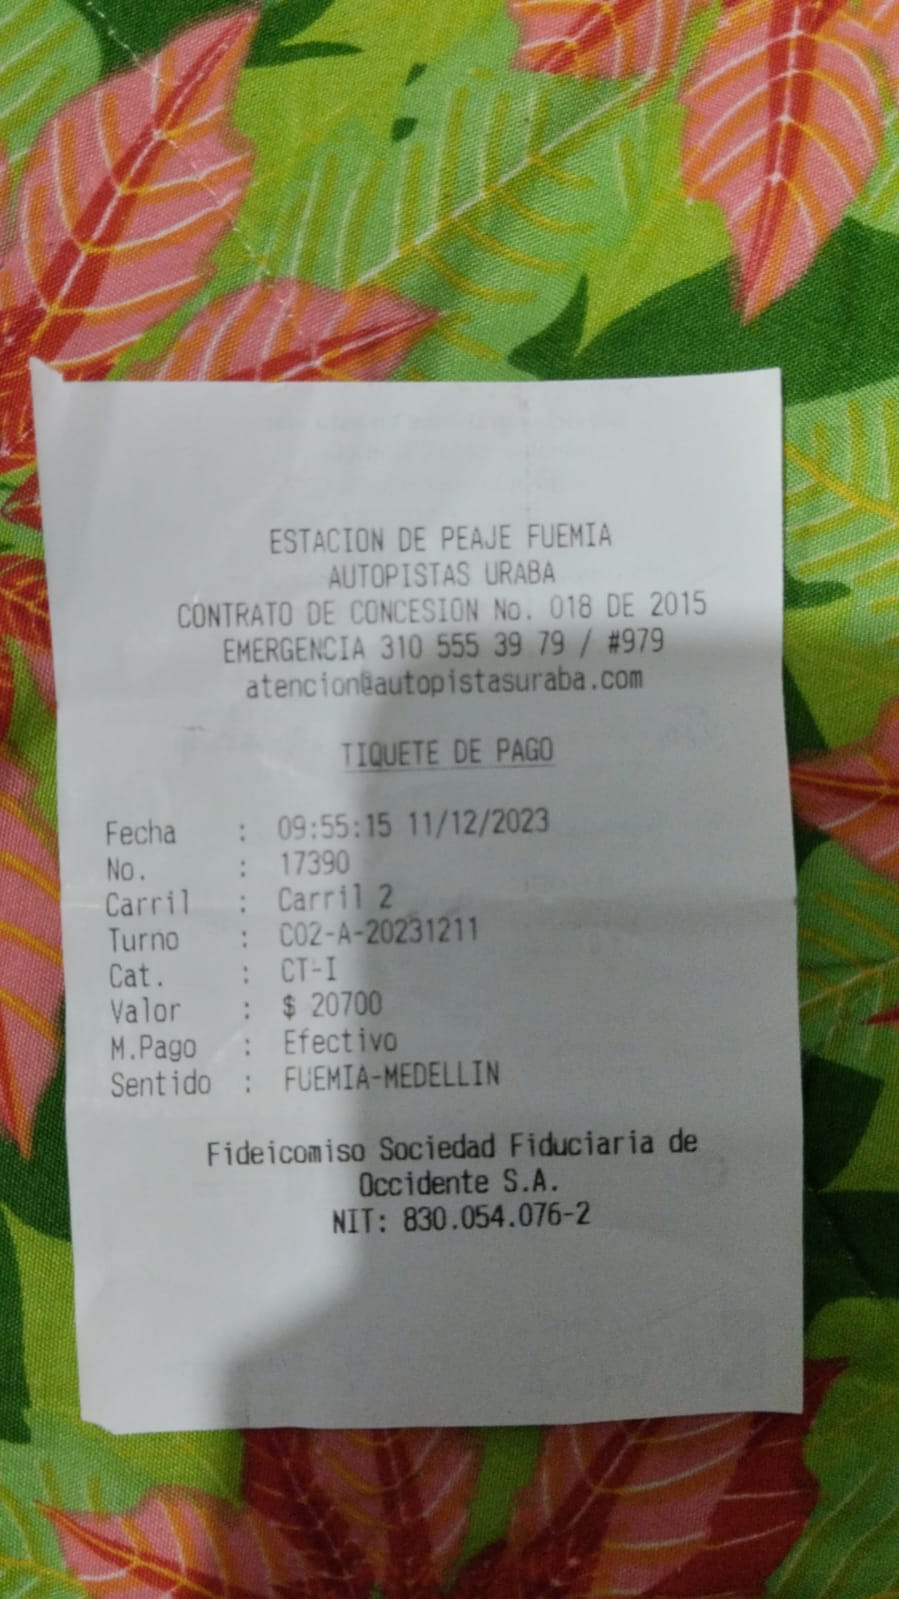 ESTACION DE PEAJE FUEMIA
AUTOPISTAS URABA
CONTRATO DE CONCESION No. 018 DE 2015
EMERGENCIA 310 555 39 79 / #979
atencion@autopistasuraba.com
TIQUETE DE PAGO
Fecha : 09:55:15 11/12/2023
No. : 17390
Carril : Carril 2
Turno : C02-A-20231211
Cat. : CT-I
Valor : $ 20700
M.Pago : Efectivo
Sentido : FUEMIA-MEDELLIN
Fideicomiso Sociedad Fiduciaria de
Occidente S.A.
NIT: 830.054.076-2